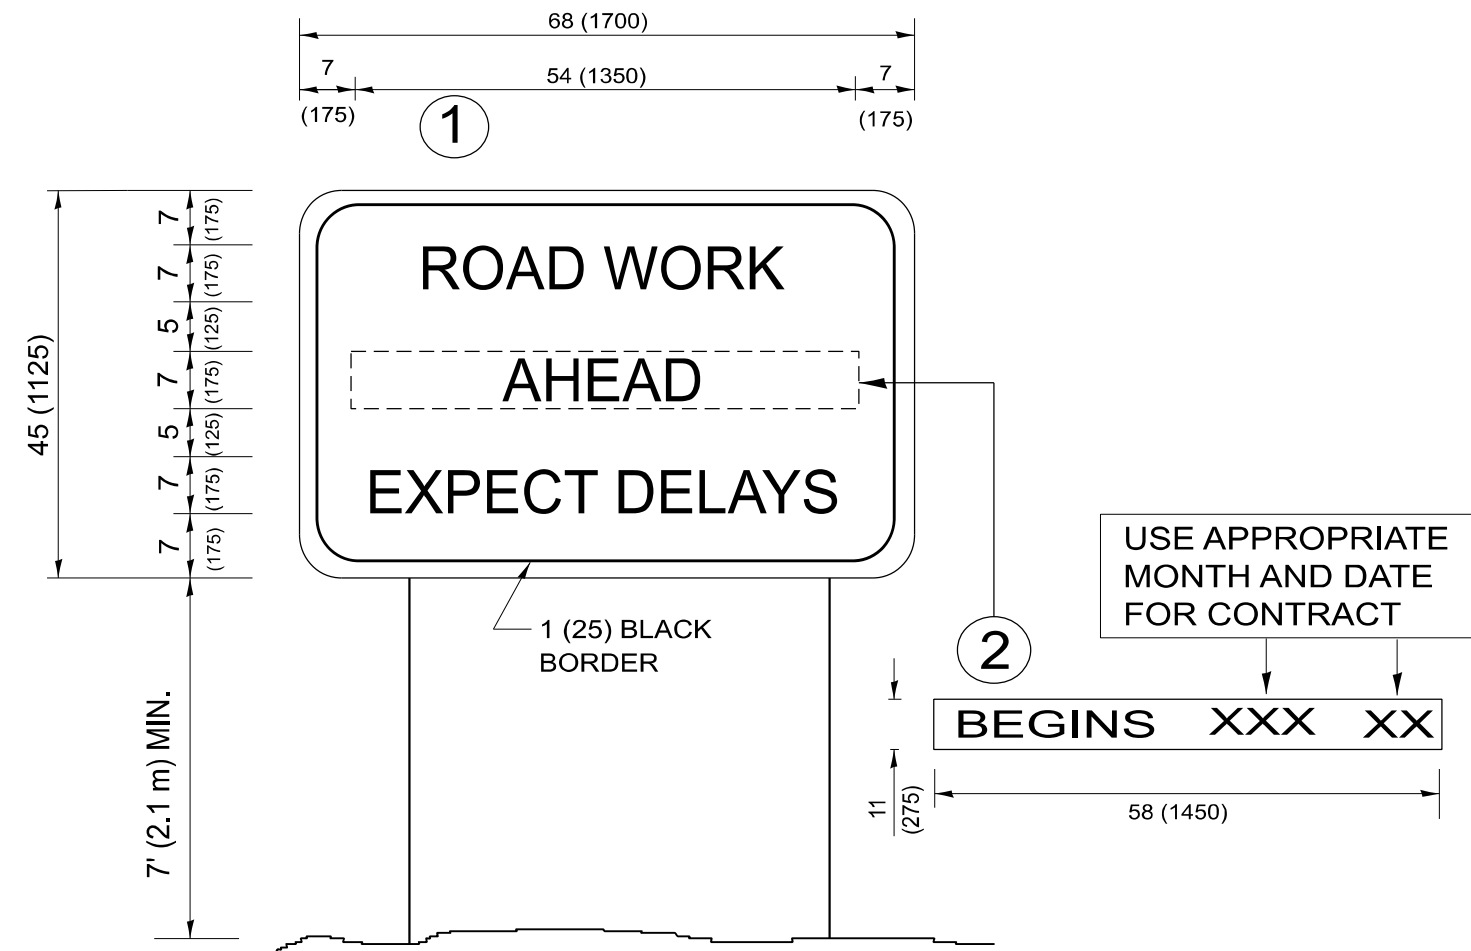 68 (1700)
7
54 (1350)
7
(175)
(175)
1
7
(175)
7
(175)
5
(125)
7
(175)
5
(125)
7
(175)
7
(175)
45 (1125)
ROAD WORK
AHEAD
EXPECT DELAYS
1 (25) BLACK
BORDER
7' (2.1 m) MIN.
USE APPROPRIATE
MONTH AND DATE
FOR CONTRACT
2
BEGINS XXX XX
11
(275)
58 (1450)